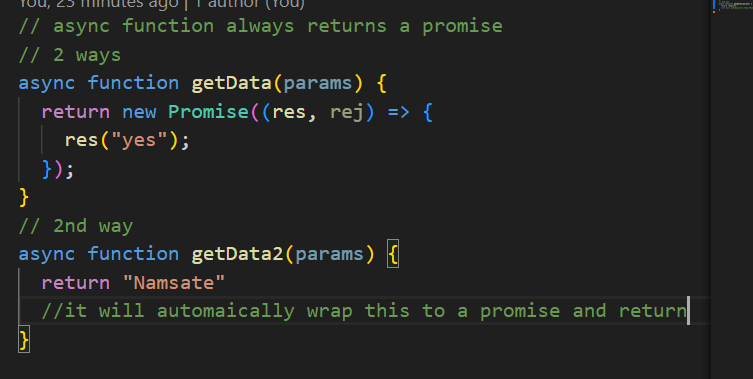 You, 23 minutes ago | 1 author (You)
// async function always returns a promise
// 2 ways
async function getData(params) {
  return new Promise((res, rej) => {
    res("yes");
  });
}
// 2nd way
async function getData2(params) {
  return "Namsate"
  //it will automaically wrap this to a promise and return
}